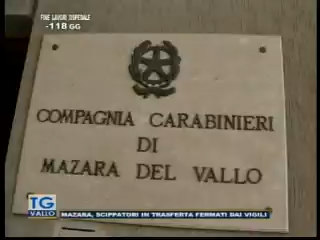 FINE LAVORI OSPEDALE
-118 GG
COMPAGNIA CARABINIERI
DI
MAZARA DEL VALLO
TG
VALLO
MAZARA, SCIPPATORI IN TRASFERTA FERMATI DAI VIGILI